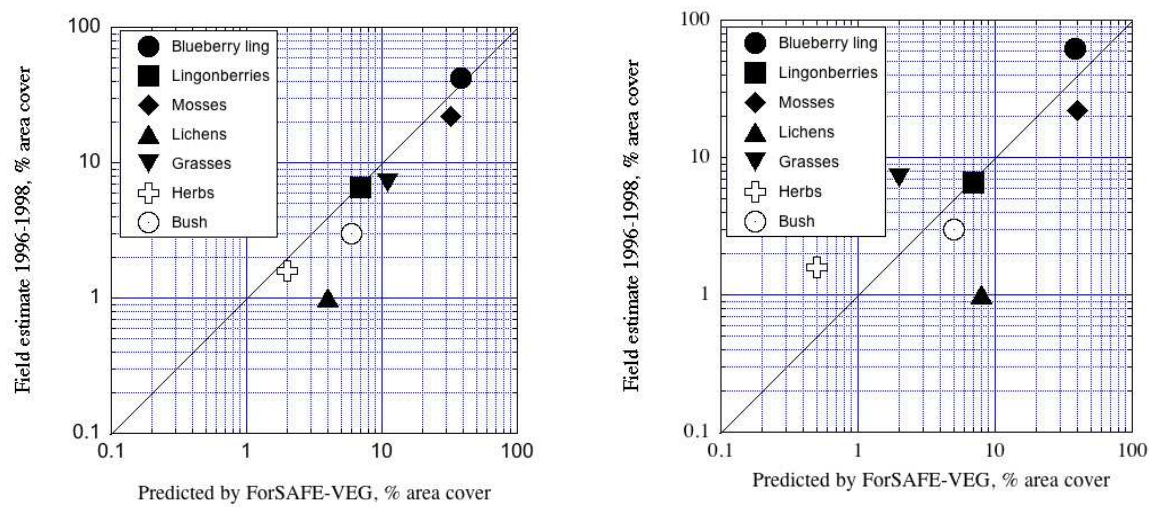 100
10
1
0.1
0.1 1 10 100
Field estimate 1996-1998, % area cover
Blueberry ling
Lingonberries
Mosses
Lichens
Grasses
Herbs
Bush
Predicted by ForSAFE-VEG, % area cover
100
10
1
0.1
0.1 1 10 100
Field estimate 1996-1998, % area cover
Blueberry ling
Lingonberries
Mosses
Lichens
Grasses
Herbs
Bush
Predicted by ForSAFE-VEG, % area cover